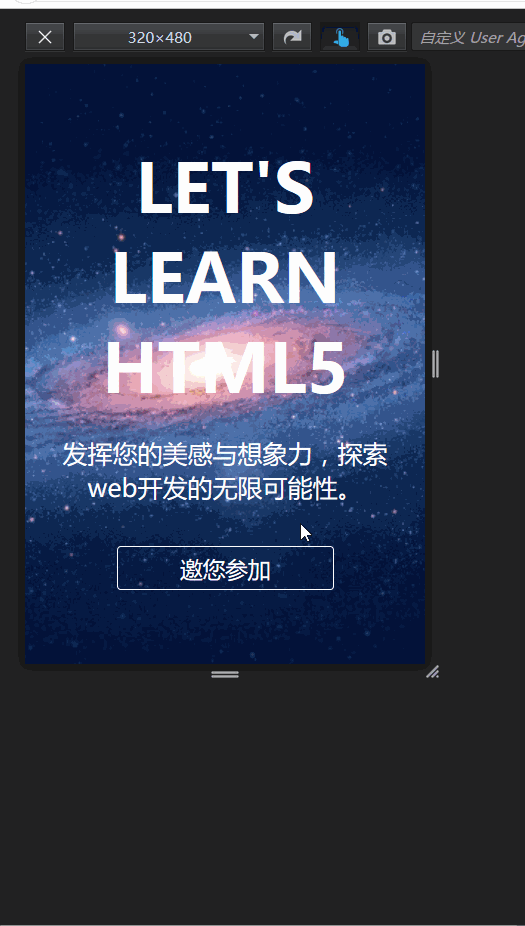 320×480
自定义 User Ag
LET'S
LEARN
HTML5
发挥您的美感与想象力，探索
web开发的无限可能性。
邀您参加